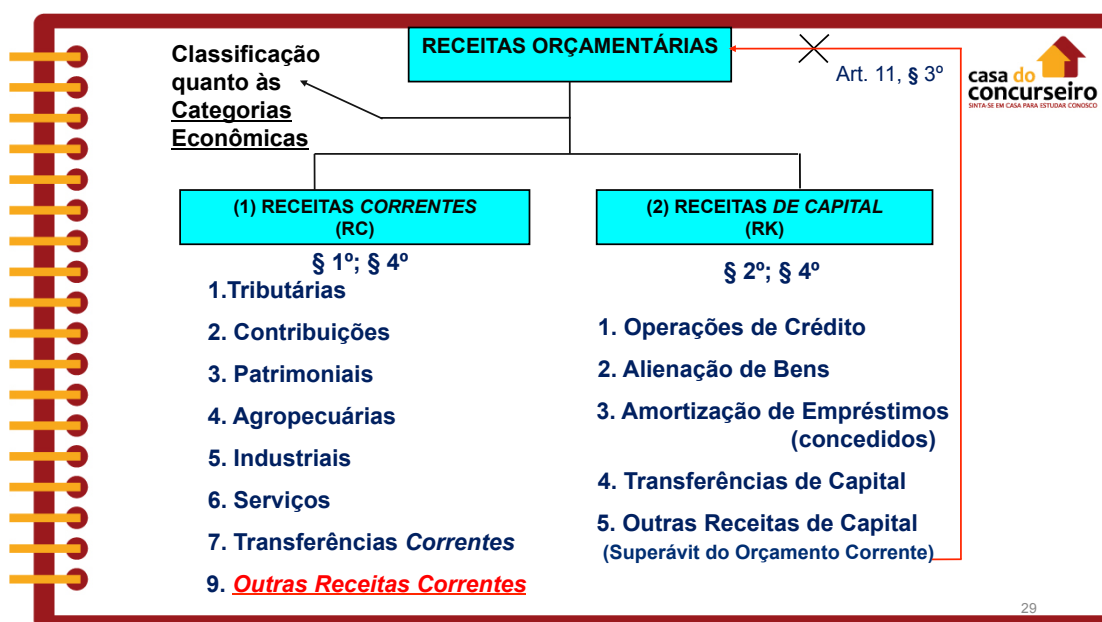 Classificação
quanto às
Categorias
Econômicas
RECEITAS ORÇAMENTÁRIAS
Art. 11, § 3º
casa do
concurseiro
SINTA-SE EM CASA PARA ESTUDAR CONOSCO
(1) RECEITAS CORRENTES
(RC)
§ 1º; § 4º
1.Tributárias
2. Contribuições
3. Patrimoniais
4. Agropecuárias
5. Industriais
6. Serviços
7. Transferências Correntes
9. Outras Receitas Correntes
(2) RECEITAS DE CAPITAL
(RK)
§ 2º; § 4º
1. Operações de Crédito
2. Alienação de Bens
3. Amortização de Empréstimos
(concedidos)
4. Transferências de Capital
5. Outras Receitas de Capital
(Superávit do Orçamento Corrente)
29